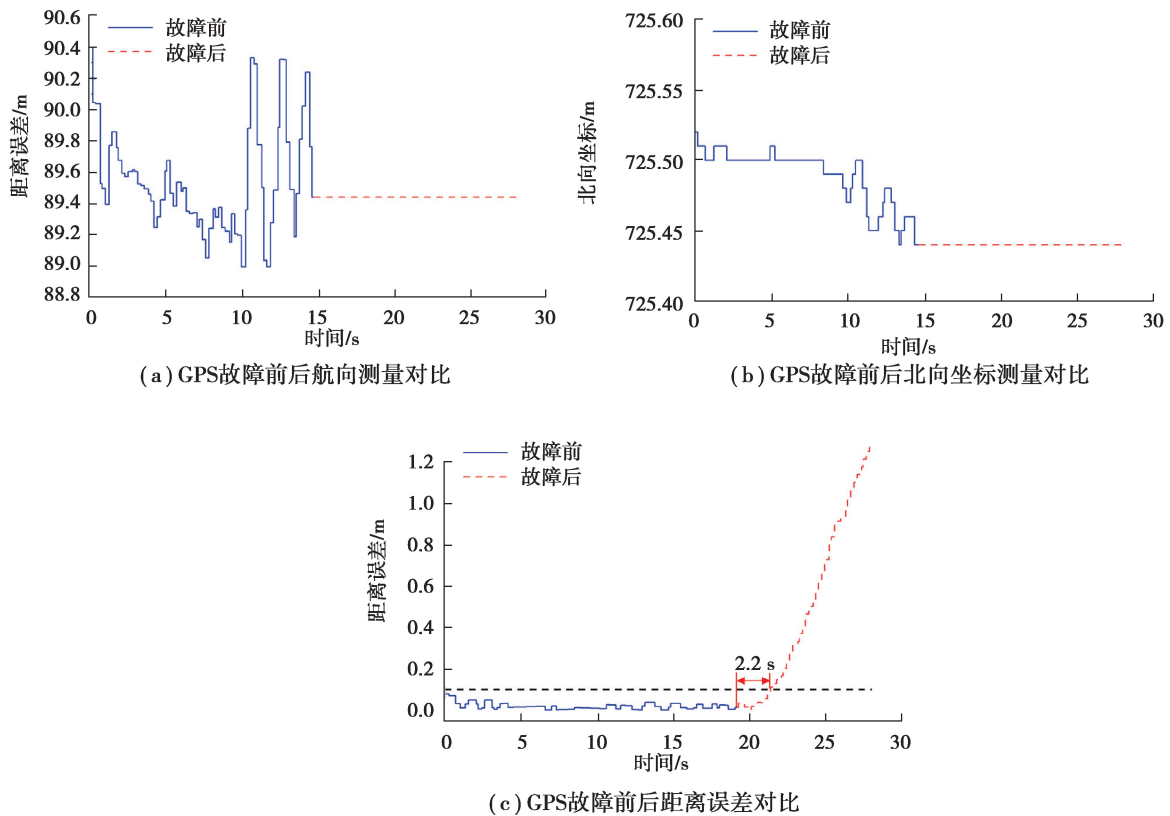 90.6
90.4
90.2
90.0
89.8
89.6
89.4
89.2
89.0
88.8
距离误差/m
故障前
故障后
0 5 10 15 20 25 30
时间/s
(a)GPS故障前后航向测量对比
725.60
725.55
725.50
725.45
725.40
北向坐标/m
故障前
故障后
0 5 10 15 20 25 30
时间/s
(b)GPS故障前后北向坐标测量对比
1.2
1.0
0.8
0.6
0.4
0.2
0.0
距离误差/m
故障前
故障后
2.2 s
0 5 10 15 20 25 30
时间/s
(c)GPS故障前后距离误差对比